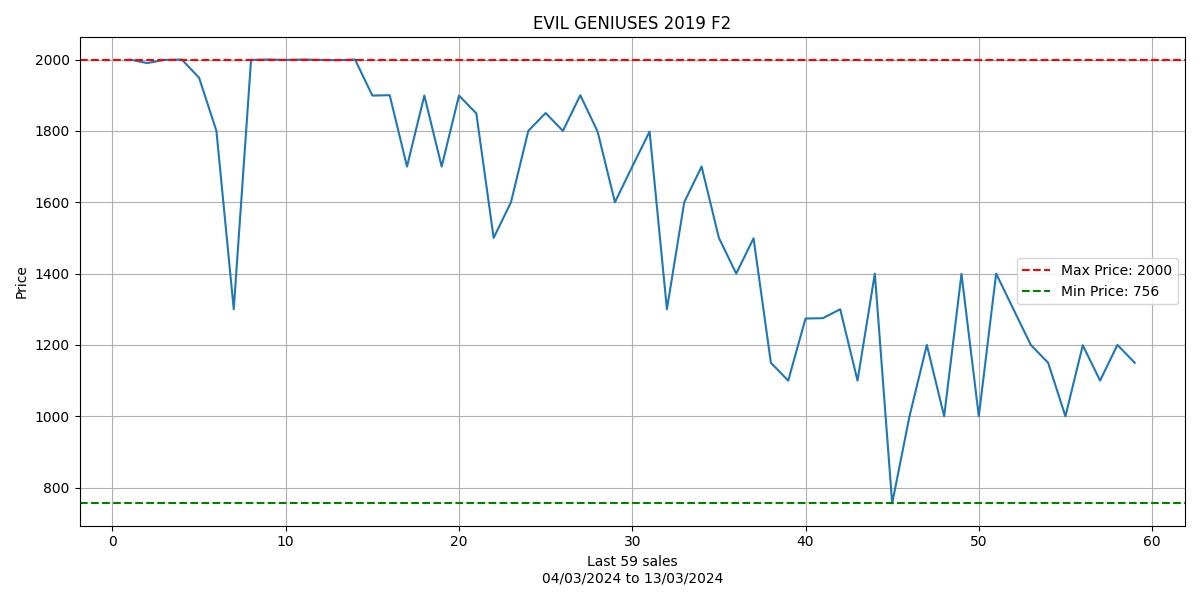 EVIL GENIUSES 2019 F2
Price
2000
1800
1600
1400
1200
1000
800
Max Price: 2000
Min Price: 756
0 10 20 30 40 50 60
Last 59 sales
04/03/2024 to 13/03/2024